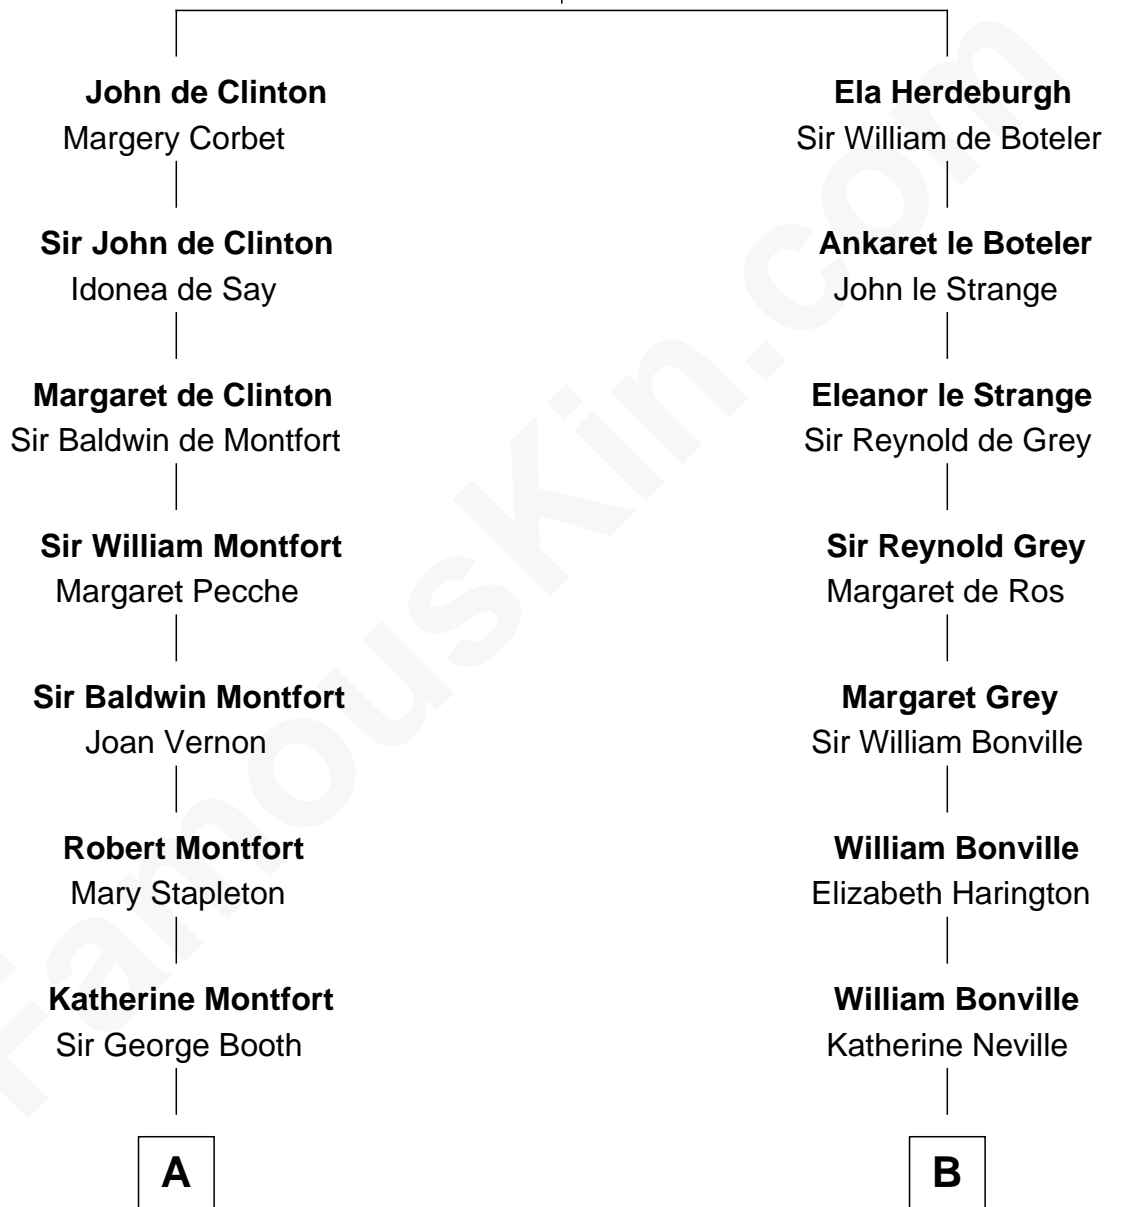 John de Clinton
Margery Corbet
Sir John de Clinton
Idonea de Say
Margaret de Clinton
Sir Baldwin de Montfort
Sir William Montfort
Margaret Pecche
Sir Baldwin Montfort
Joan Vernon
Robert Montfort
Mary Stapleton
Katherine Montfort
Sir George Booth
A
Ela Herdeburgh
Sir William de Boteler
Ankaret le Boteler
John le Strange
Eleanor le Strange
Sir Reynold de Grey
Sir Reynold Grey
Margaret de Ros
Margaret Grey
Sir William Bonville
William Bonville
Elizabeth Harington
William Bonville
Katherine Neville
B
FamousKin.com